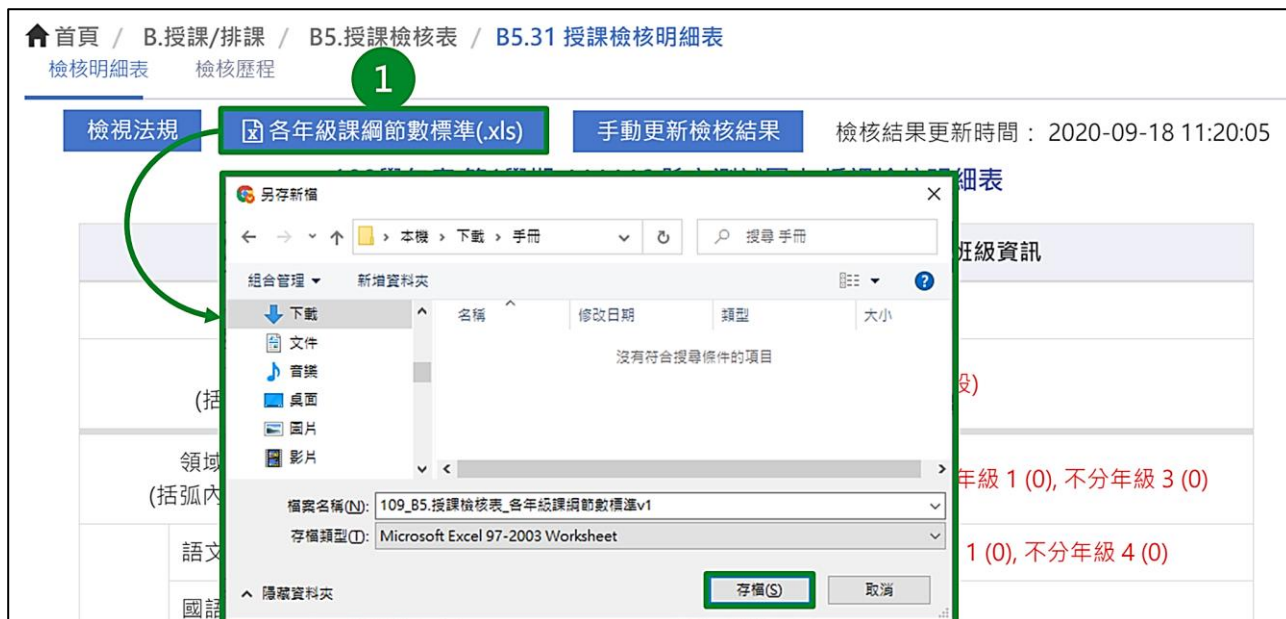 首頁 / B.授課/排課 / B5.授課檢核表 / B5.31 授課檢核明細表
檢核明細表 檢核歷程
1
檢視法規 各年級課綱節數標準(.xls) 手動更新檢核結果 檢核結果更新時間： 2020-09-18 11:20:05
細表
另存新檔
本機 › 下載 › 手冊 搜尋 手冊
班級資訊
組合管理 新增資料夾
名稱 修改日期 類型 大小
下載
文件
沒有符合搜尋條件的項目
音樂
桌面
(括
圖片
影片
領域
年級 1 (0), 不分年級 3 (0)
(括弧內
檔案名稱(N): 109_B5.授課檢核表_各年級課綱節數標準v1
存檔類型(T): Microsoft Excel 97-2003 Worksheet
語文
1 (0), 不分年級 4 (0)
隱藏資料夾 存檔(S) 取消
國語